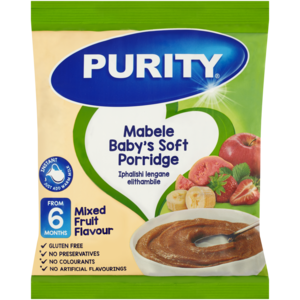 PURITY
Mabele
Baby's Soft
Porridge
Iphalishi lengane
elithambile
INSTANT
FROM
6
MONTHS
Mixed
Fruit
Flavour
✓ GLUTEN FREE
✓ NO PRESERVATIVES
✓ NO COLOURANTS
✓ NO ARTIFICIAL FLAVOURINGS